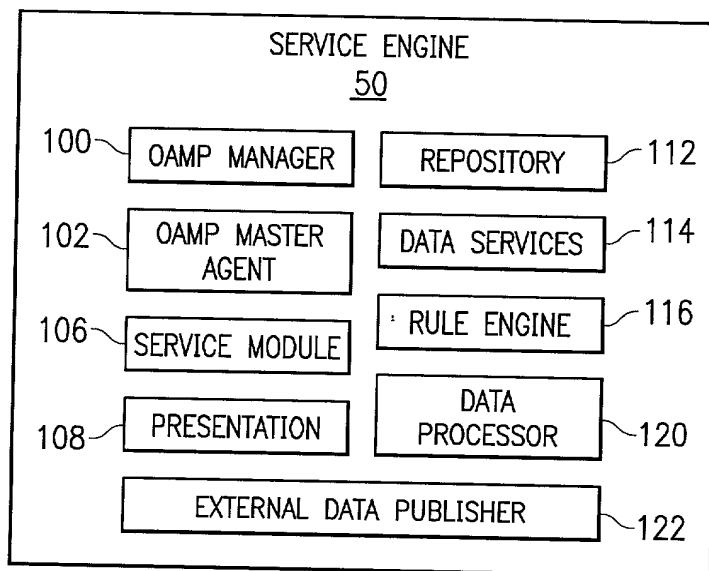 SERVICE ENGINE
50
100
OAMP MANAGER
REPOSITORY
112
102
OAMP MASTER
AGENT
DATA SERVICES
114
106
SERVICE MODULE
RULE ENGINE
116
108
PRESENTATION
DATA
PROCESSOR
120
EXTERNAL DATA PUBLISHER
122